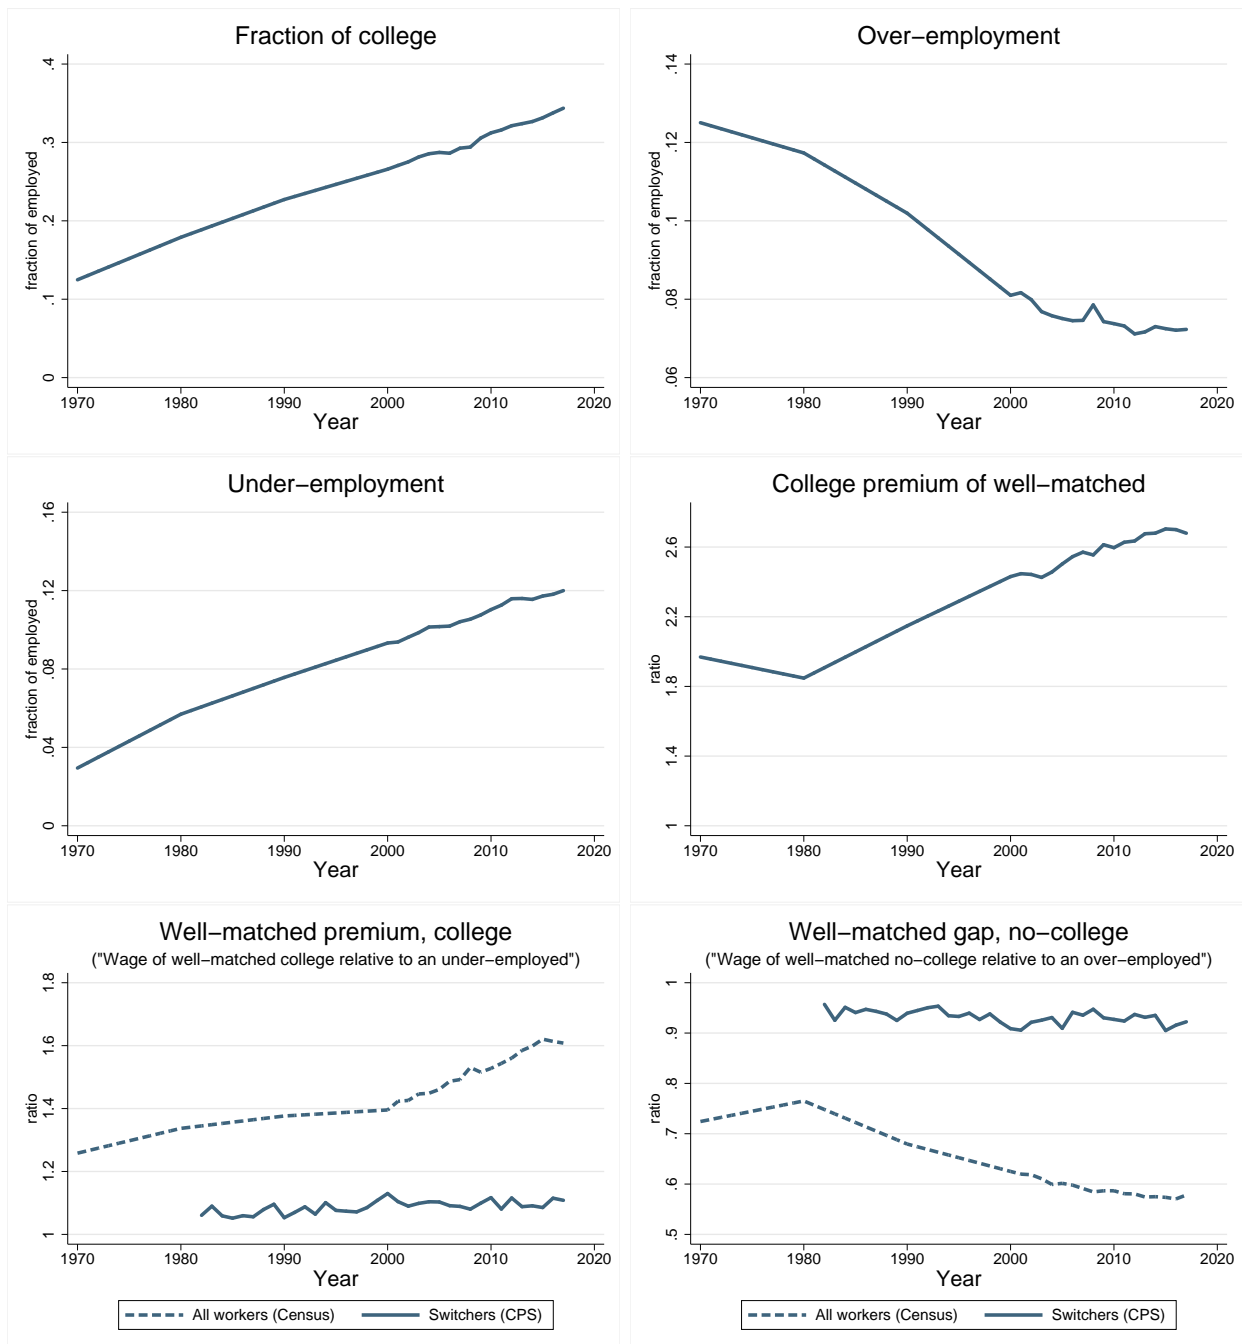 Fraction of college
fraction of employed
.4
.3
.2
.1
0
1970 1980 1990 2000 2010 2020
Year
Over−employment
fraction of employed
.14
.12
.1
.08
.06
1970 1980 1990 2000 2010 2020
Year
Under−employment
fraction of employed
.16
.12
.08
.04
0
1970 1980 1990 2000 2010 2020
Year
College premium of well−matched
ratio
2.6
2.2
1.8
1.4
1
1970 1980 1990 2000 2010 2020
Year
Well−matched premium, college
("Wage of well−matched college relative to an under−employed")
ratio
1.8
1.6
1.4
1.2
1
1970 1980 1990 2000 2010 2020
Year
All workers (Census) Switchers (CPS)
Well−matched gap, no−college
("Wage of well−matched no−college relative to an over−employed")
ratio
1
.9
.8
.7
.6
.5
1970 1980 1990 2000 2010 2020
Year
All workers (Census) Switchers (CPS)